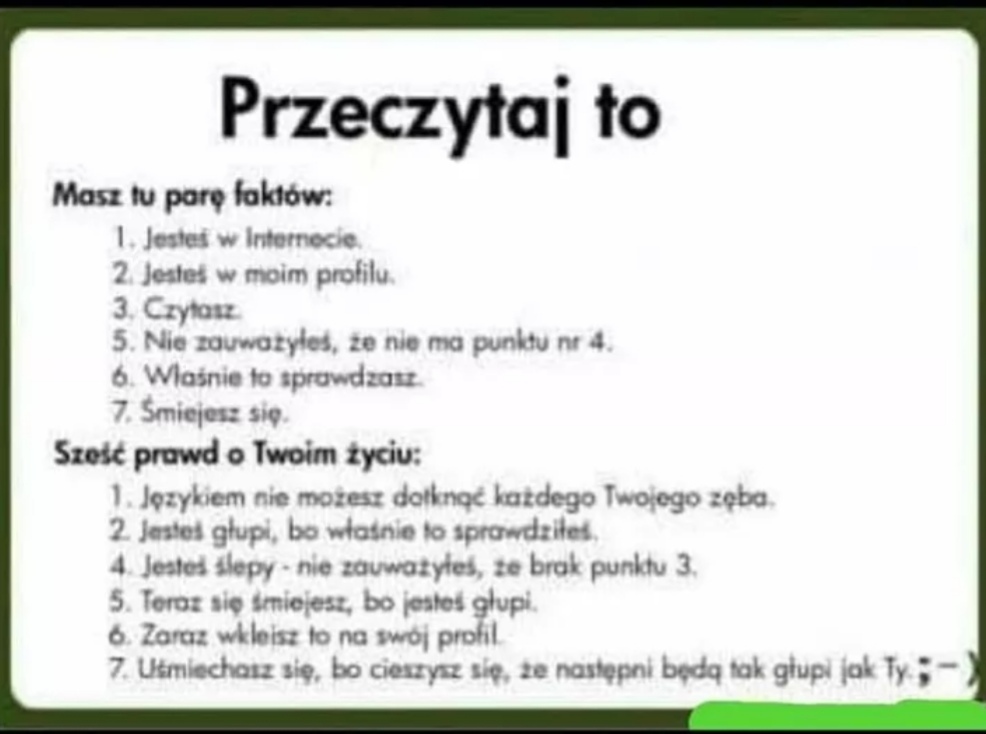 Przeczytaj to
Masz tu parę faktów:
1. Jesteś w Internecie.
2. Jesteś w moim profilu.
3. Czytasz.
5. Nie zauważyłeś, że nie ma punktu nr 4.
6. Właśnie to sprawdzasz.
7. Śmiejesz się.
Sześć prawd o Twoim życiu:
1. Językiem nie możesz dotknąć każdego Twojego zęba.
2. Jesteś głupi, bo właśnie to sprawdziłeś.
4. Jesteś ślepy - nie zauważyłeś, że brak punktu 3.
5. Teraz się śmiejesz, bo jesteś głupi.
6. Zaraz wkleisz to na swój profil.
7. Uśmiechasz się, bo cieszysz się, że następni będą tak głupi jak Ty. ;-)